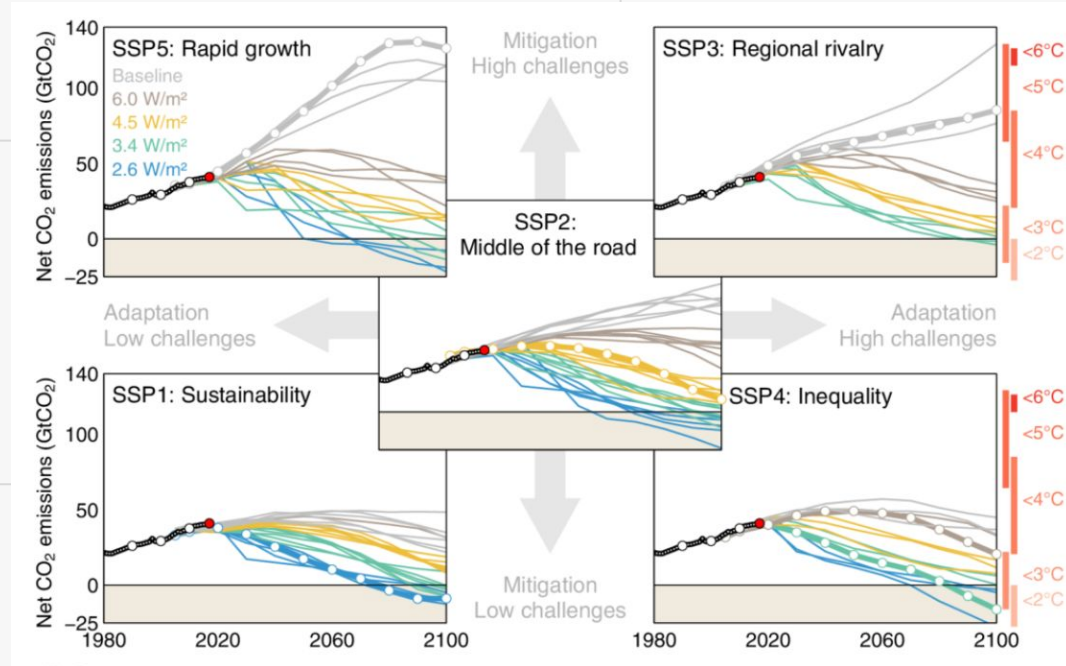 140
100
50
0
−25
Net CO₂ emissions (GtCO₂)
SSP5: Rapid growth
Baseline
6.0 W/m²
4.5 W/m²
3.4 W/m²
2.6 W/m²
Mitigation
High challenges
SSP3: Regional rivalry
<6°C
<5°C
<4°C
<3°C
<2°C
SSP2:
Middle of the road
Adaptation
Low challenges
Adaptation
High challenges
140
100
50
0
−25
Net CO₂ emissions (GtCO₂)
SSP1: Sustainability
1980
2020
2060
2100
Mitigation
Low challenges
SSP4: Inequality
1980
2020
2060
2100
<6°C
<5°C
<4°C
<3°C
<2°C